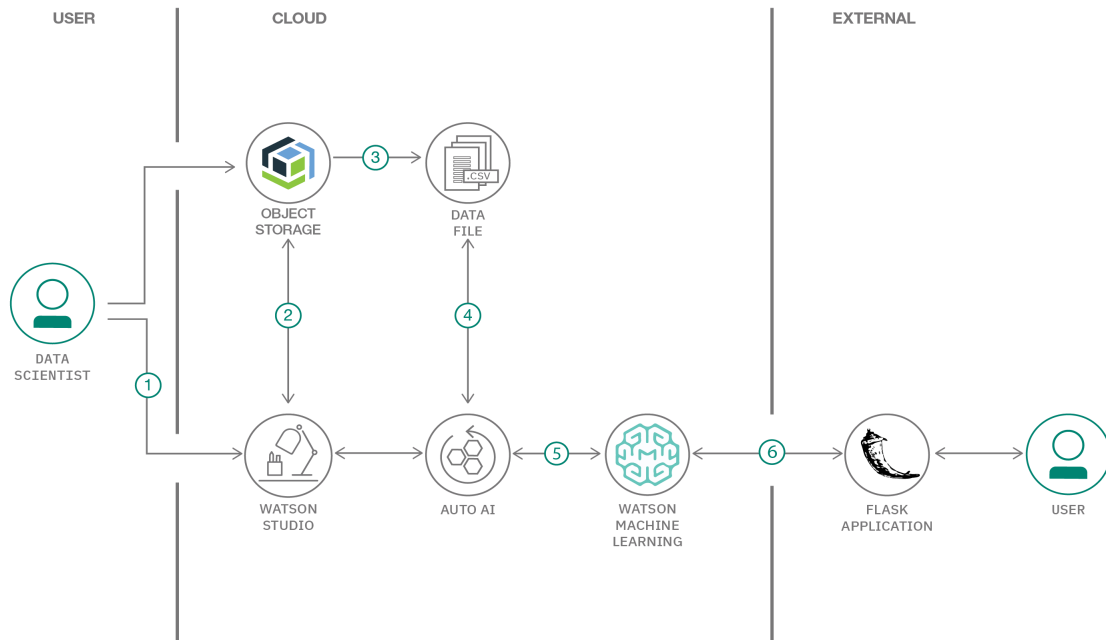 USER
CLOUD
EXTERNAL
3
.CSV
OBJECT
STORAGE
DATA
FILE
2
4
DATA
SCIENTIST
1
5
6
WATSON
STUDIO
AUTO AI
WATSON
MACHINE
LEARNING
FLASK
APPLICATION
USER